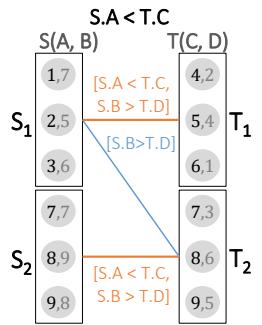 S.A < T.C
S(A, B) T(C, D)
1,7 4,2
[S.A < T.C,
S.B > T.D]
S1 2,5 5,4 T1
[S.B>T.D]
3,6 6,1
7,7 7,3
S2 8,9 8,6 T2
[S.A < T.C,
S.B > T.D]
9,8 9,5